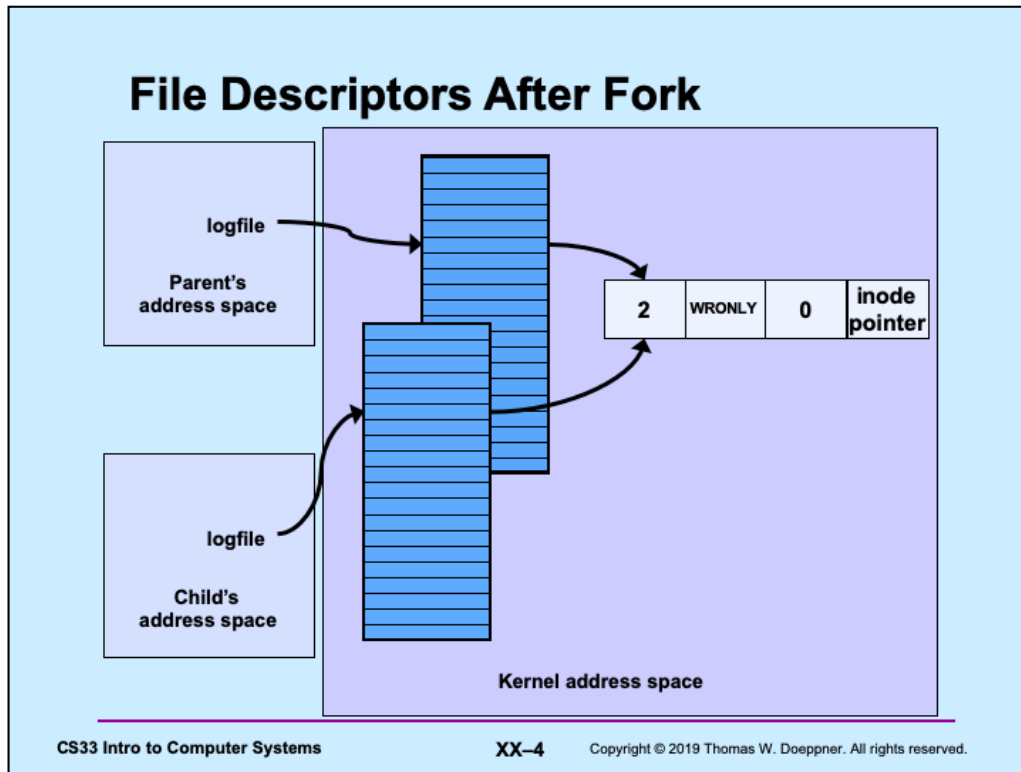 File Descriptors After Fork
logfile
Parent's
address space
2
WRONLY
0
inode
pointer
logfile
Child's
address space
Kernel address space
CS33 Intro to Computer Systems
XX–4
Copyright © 2019 Thomas W. Doeppner. All rights reserved.